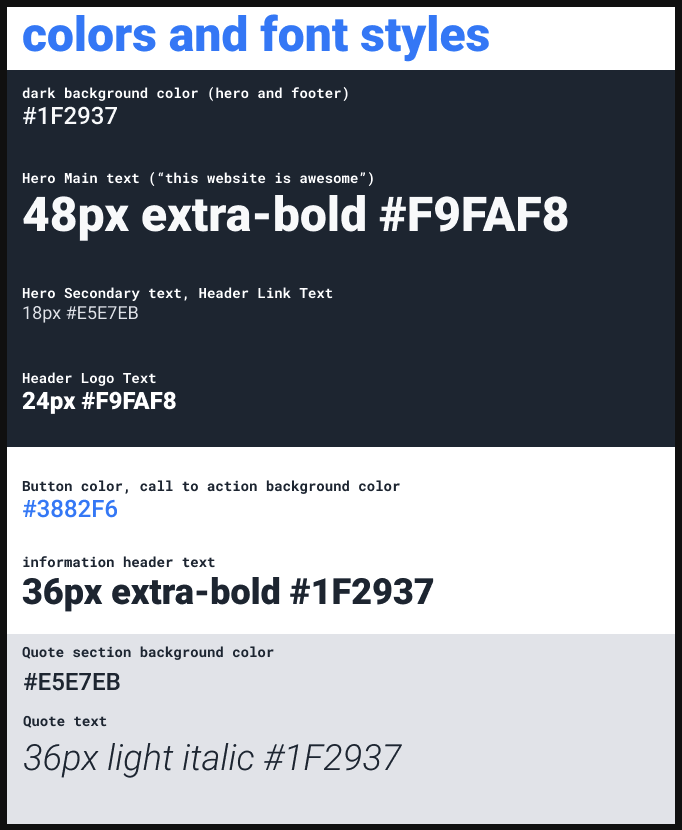 colors and font styles
dark background color (hero and footer)
#1F2937
Hero Main text (“this website is awesome”)
48px extra-bold #F9FAF8
Hero Secondary text, Header Link Text
18px #E5E7EB
Header Logo Text
24px #F9FAF8
Button color, call to action background color
#3882F6
information header text
36px extra-bold #1F2937
Quote section background color
#E5E7EB
Quote text
36px light italic #1F2937